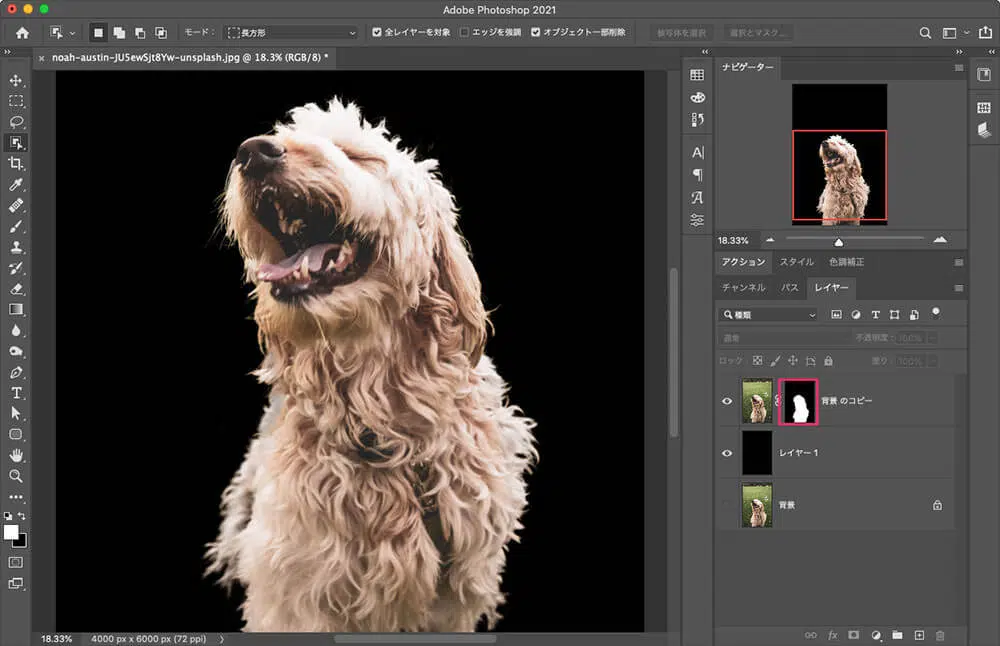 Adobe Photoshop 2021
モード： 長方形 全レイヤーを対象 エッジを強調 オブジェクト一部削除 被写体を選択 選択とマスク...
noah-austin-JU5ewSjt8Yw-unsplash.jpg @ 18.3% (RGB/8) *
ナビゲーター
18.33%
アクション スタイル 色調補正
チャンネル パス レイヤー
種類
通常 不透明度： 100%
ロック： 塗り： 100%
背景 のコピー
レイヤー 1
背景
18.33% 4000 px x 6000 px (72 ppi)